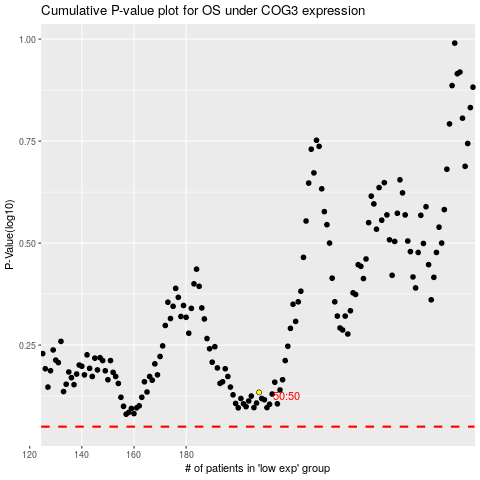 Cumulative P-value plot for OS under COG3 expression
1.00
0.75
0.50
0.25
P-Value(log10)
50:50
120 140 160 180
# of patients in 'low exp' group